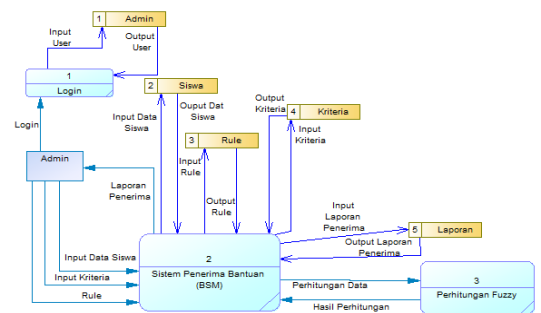 1 Admin
Input
User
Output
User
1
Login
Login
2 Siswa
Input Data
Siswa
Ouput Dat
Siswa
3 Rule
Input
Rule
Output
Rule
Output
Kriteria
4 Kriteria
Input
Kriteria
Admin
Laporan
Penerima
Input
Laporan
Penerima
5 Laporan
Output Laporan
Penerima
Input Data Siswa
Input Kriteria
Rule
2
Sistem Penerima Bantuan
(BSM)
Perhitungan Data
Hasil Perhitungan
3
Perhitungan Fuzzy